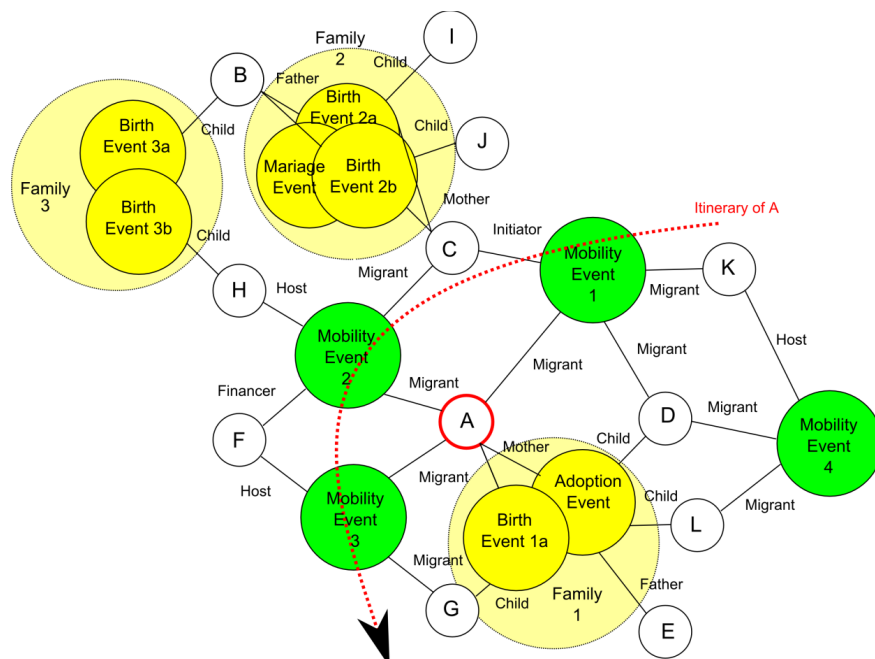 Family
2
I
B
Father
Child
Birth
Event 2a
Birth
Event 3a
Child
Child
J
Mariage
Event
Birth
Event 2b
Family
3
Mother
Itinerary of A
Birth
Event 3b
Child
Initiator
C
Mobility
Event
1
K
Migrant
Migrant
H
Host
Mobility
Event
2
Host
Migrant
Migrant
Financer
Migrant
A
D
Migrant
Mobility
Event
4
F
Mother
Child
Host
Migrant
Adoption
Event
Child
Mobility
Event
3
Birth
Event 1a
L
Migrant
Migrant
Child
Family
1
Father
G
E